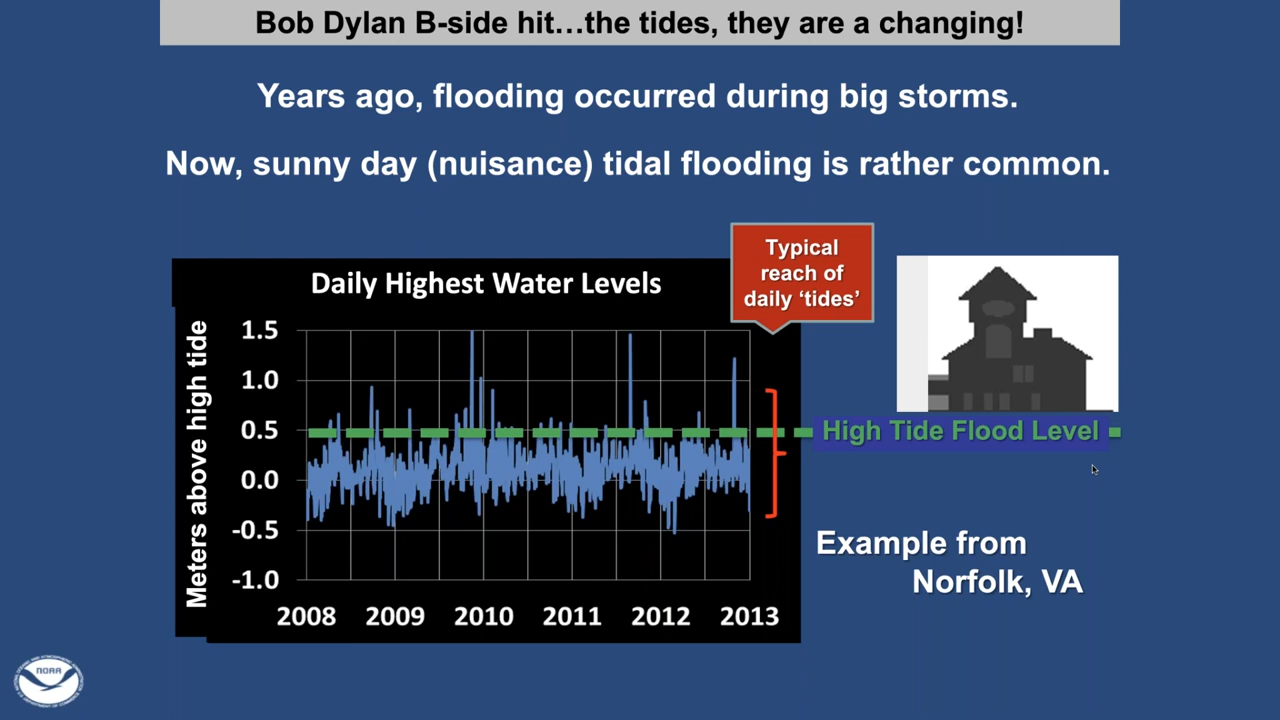 Bob Dylan B-side hit…the tides, they are a changing!
Years ago, flooding occurred during big storms.
Now, sunny day (nuisance) tidal flooding is rather common.
Typical
reach of
daily ‘tides’
Daily Highest Water Levels
Meters above high tide
1.5
1.0
0.5
0.0
-0.5
-1.0
2008 2009 2010 2011 2012 2013
High Tide Flood Level
Example from
Norfolk, VA
NOAA